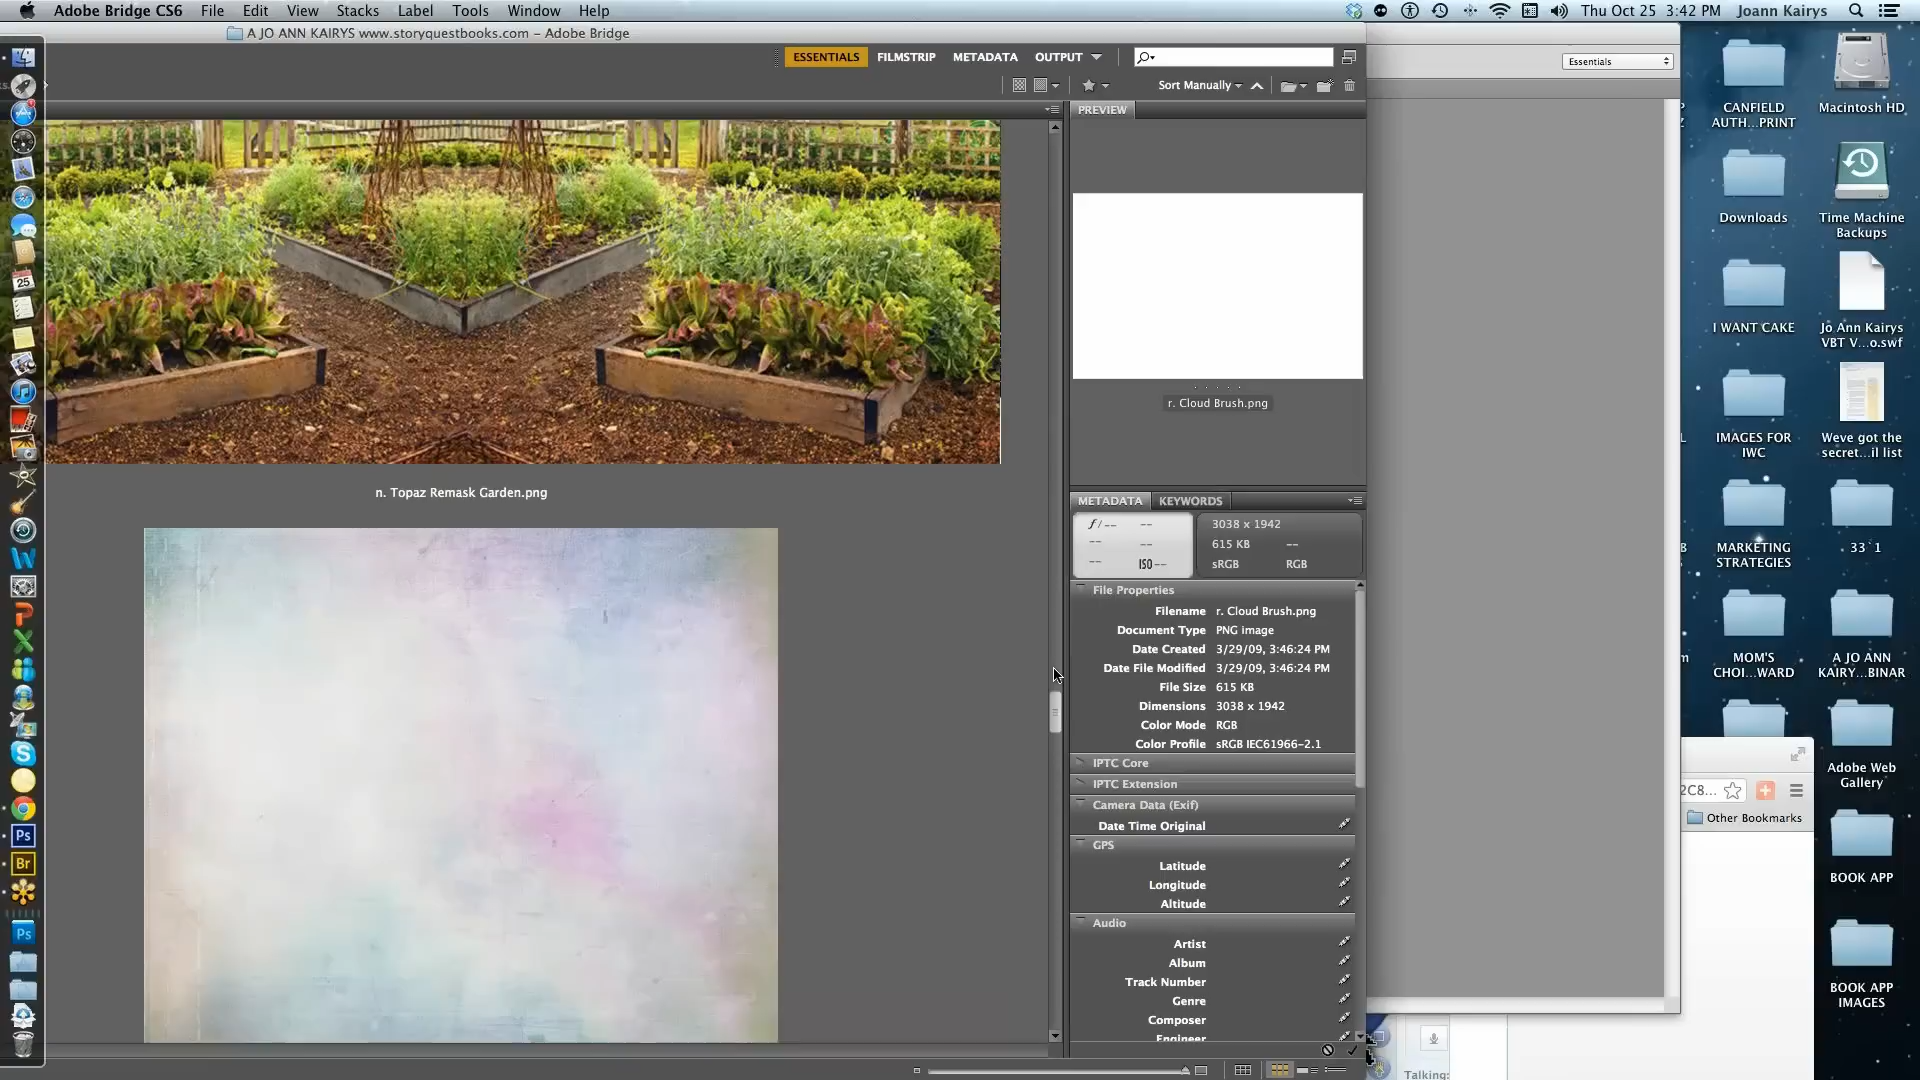 Adobe Bridge CS6 File Edit View Stacks Label Tools Window Help Thu Oct 25 3:42 PM Joann Kairys
A JO ANN KAIRYS www.storyquestbooks.com – Adobe Bridge
ESSENTIALS FILMSTRIP METADATA OUTPUT
Sort Manually
Essentials
PREVIEW
r. Cloud Brush.png
n. Topaz Remask Garden.png
METADATA KEYWORDS
f/-- --
-- --
-- ISO--
3038 x 1942
615 KB --
sRGB RGB
File Properties
Filename r. Cloud Brush.png
Document Type PNG image
Date Created 3/29/09, 3:46:24 PM
Date File Modified 3/29/09, 3:46:24 PM
File Size 615 KB
Dimensions 3038 x 1942
Color Mode RGB
Color Profile sRGB IEC61966-2.1
IPTC Core
IPTC Extension
Camera Data (Exif)
Date Time Original
GPS
Latitude
Longitude
Altitude
Audio
Artist
Album
Track Number
Genre
Composer
Engineer
CANFIELD
AUTH...PRINT
Macintosh HD
Downloads
Time Machine
Backups
I WANT CAKE
Jo Ann Kairys
VBT V...o.swf
IMAGES FOR
IWC
Weve got the
secret...il list
MARKETING
STRATEGIES
33`1
MOM'S
CHOI...WARD
A JO ANN
KAIRY...BINAR
Adobe Web
Gallery
2C8...
Other Bookmarks
BOOK APP
BOOK APP
IMAGES
Talking:
25
W
P
X
S
Ps
Br
Ps